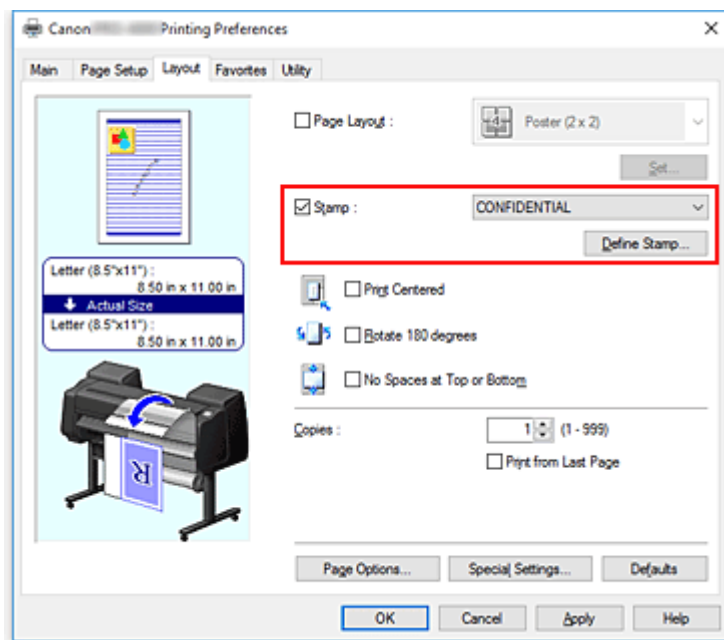 Canon Printing Preferences
Main Page Setup Layout Favorites Utility
Page Layout : Poster (2 x 2)
Set...
Stamp : CONFIDENTIAL
Define Stamp...
Letter (8.5"x11") :
8.50 in x 11.00 in
Actual Size
Letter (8.5"x11") :
8.50 in x 11.00 in
Print Centered
Rotate 180 degrees
No Spaces at Top or Bottom
Copies : 1 (1 - 999)
Print from Last Page
R
Page Options... Special Settings... Defaults
OK Cancel Apply Help